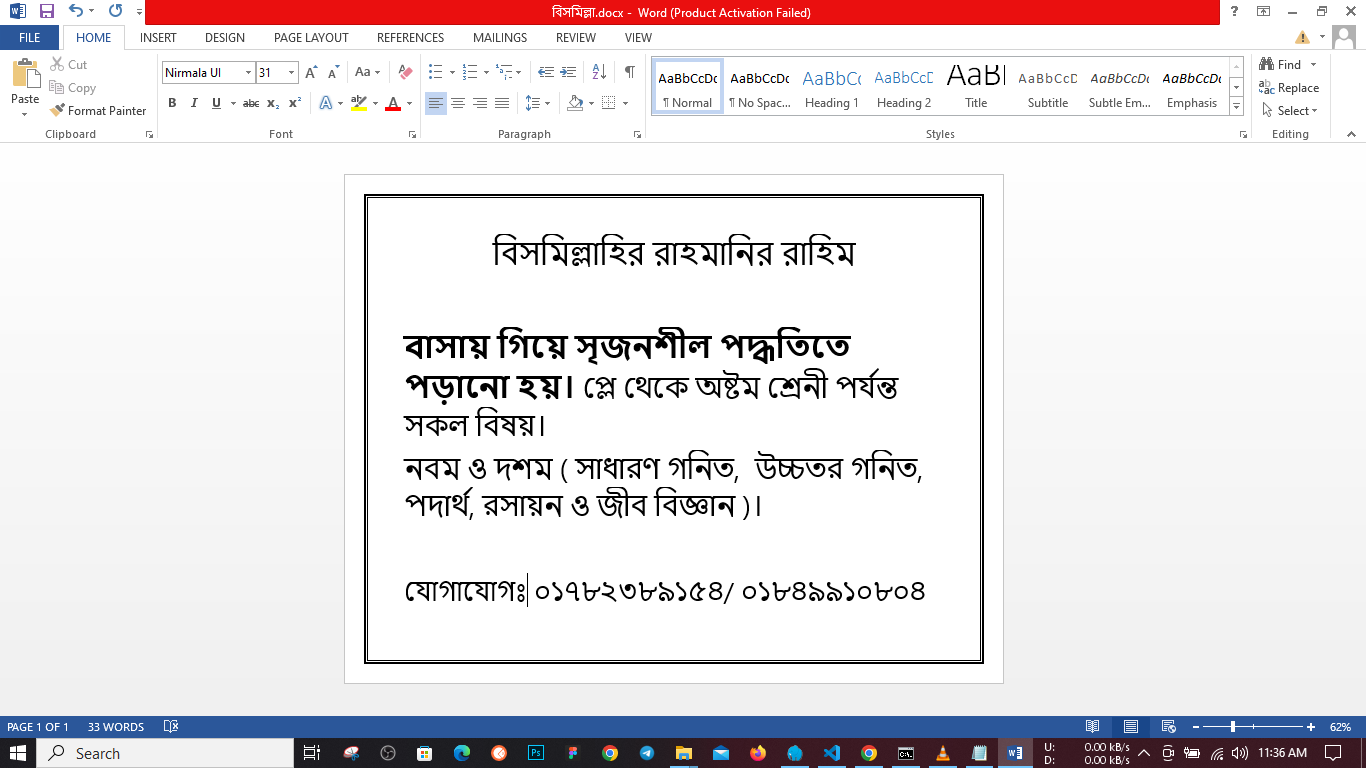 বিসমিল্লা.docx - Word (Product Activation Failed)
FILE HOME INSERT DESIGN PAGE LAYOUT REFERENCES MAILINGS REVIEW VIEW
Paste Cut Copy Format Painter
Nirmala UI 31
AaBbCcDc AaBbCcDc AaBbCc AaBbCcD AaBl AaBbCcD AaBbCcDc AaBbCcDc
¶ Normal ¶ No Spac... Heading 1 Heading 2 Title Subtitle Subtle Em... Emphasis
Find Replace Select
Clipboard Font Paragraph Styles Editing
বিসমিল্লাহির রাহমানির রাহিম
বাসায় গিয়ে সৃজনশীল পদ্ধতিতে
পড়ানো হয়। প্লে থেকে অষ্টম শ্রেনী পর্যন্ত
সকল বিষয়।
নবম ও দশম ( সাধারণ গনিত, উচ্চতর গনিত,
পদার্থ, রসায়ন ও জীব বিজ্ঞান )।
যোগাযোগঃ ০১৭৮২৩৮৯১৫৪/ ০১৮৪৯৯১০৮০৪
PAGE 1 OF 1 33 WORDS 62%
Search
U: 0.00 kB/s
D: 0.00 kB/s
11:36 AM